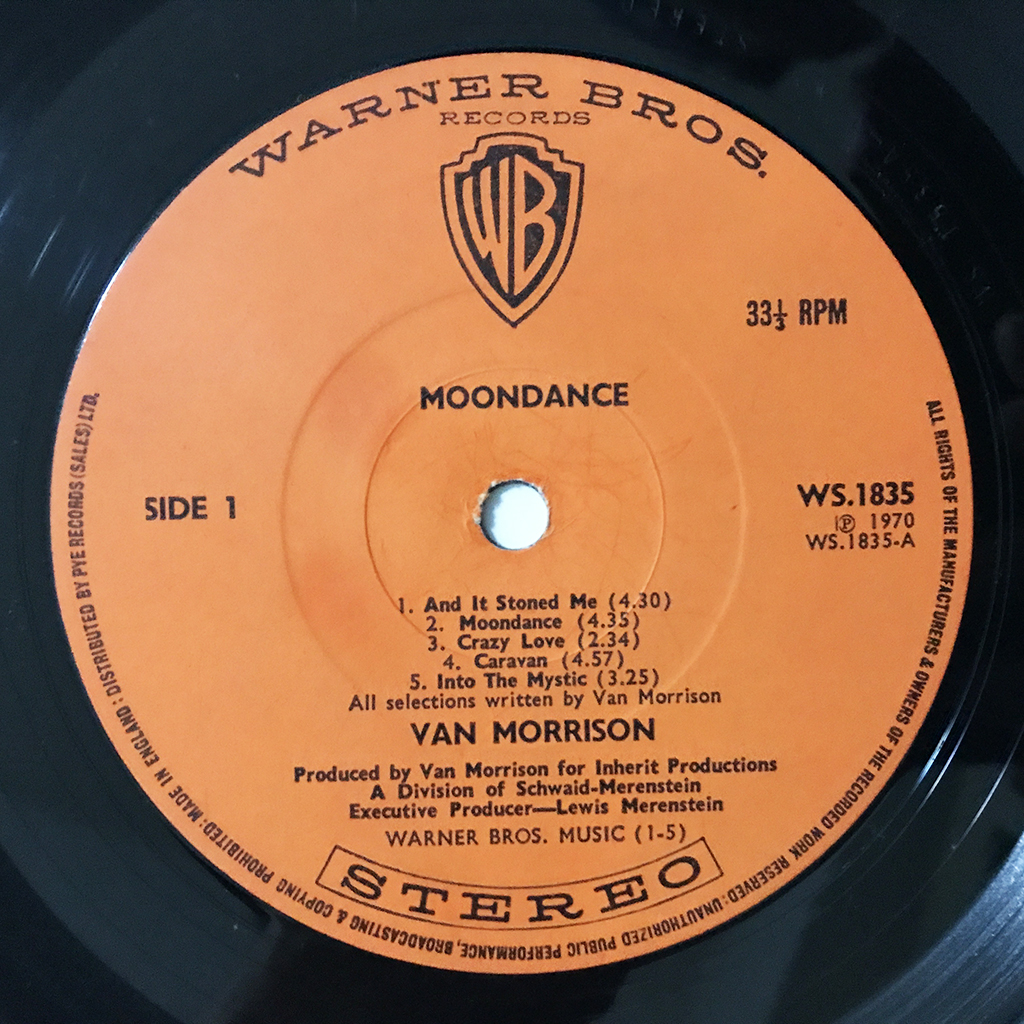 WARNER BROS.
RECORDS
WB
33⅓ RPM
MOONDANCE
SIDE 1
WS.1835
Ⓟ 1970
WS.1835-A
1. And It Stoned Me (4.30)
2. Moondance (4.35)
3. Crazy Love (2.34)
4. Caravan (4.57)
5. Into The Mystic (3.25)
All selections written by Van Morrison
VAN MORRISON
Produced by Van Morrison for Inherit Productions
A Division of Schwaid-Merenstein
Executive Producer—Lewis Merenstein
WARNER BROS. MUSIC (1-5)
STEREO
ALL RIGHTS OF THE MANUFACTURERS & OWNERS OF THE RECORDED WORK RESERVED: UNAUTHORIZED PUBLIC PERFORMANCE, BROADCASTING & COPYING PROHIBITED: MADE IN ENGLAND: DISTRIBUTED BY PYE RECORDS (SALES) LTD.